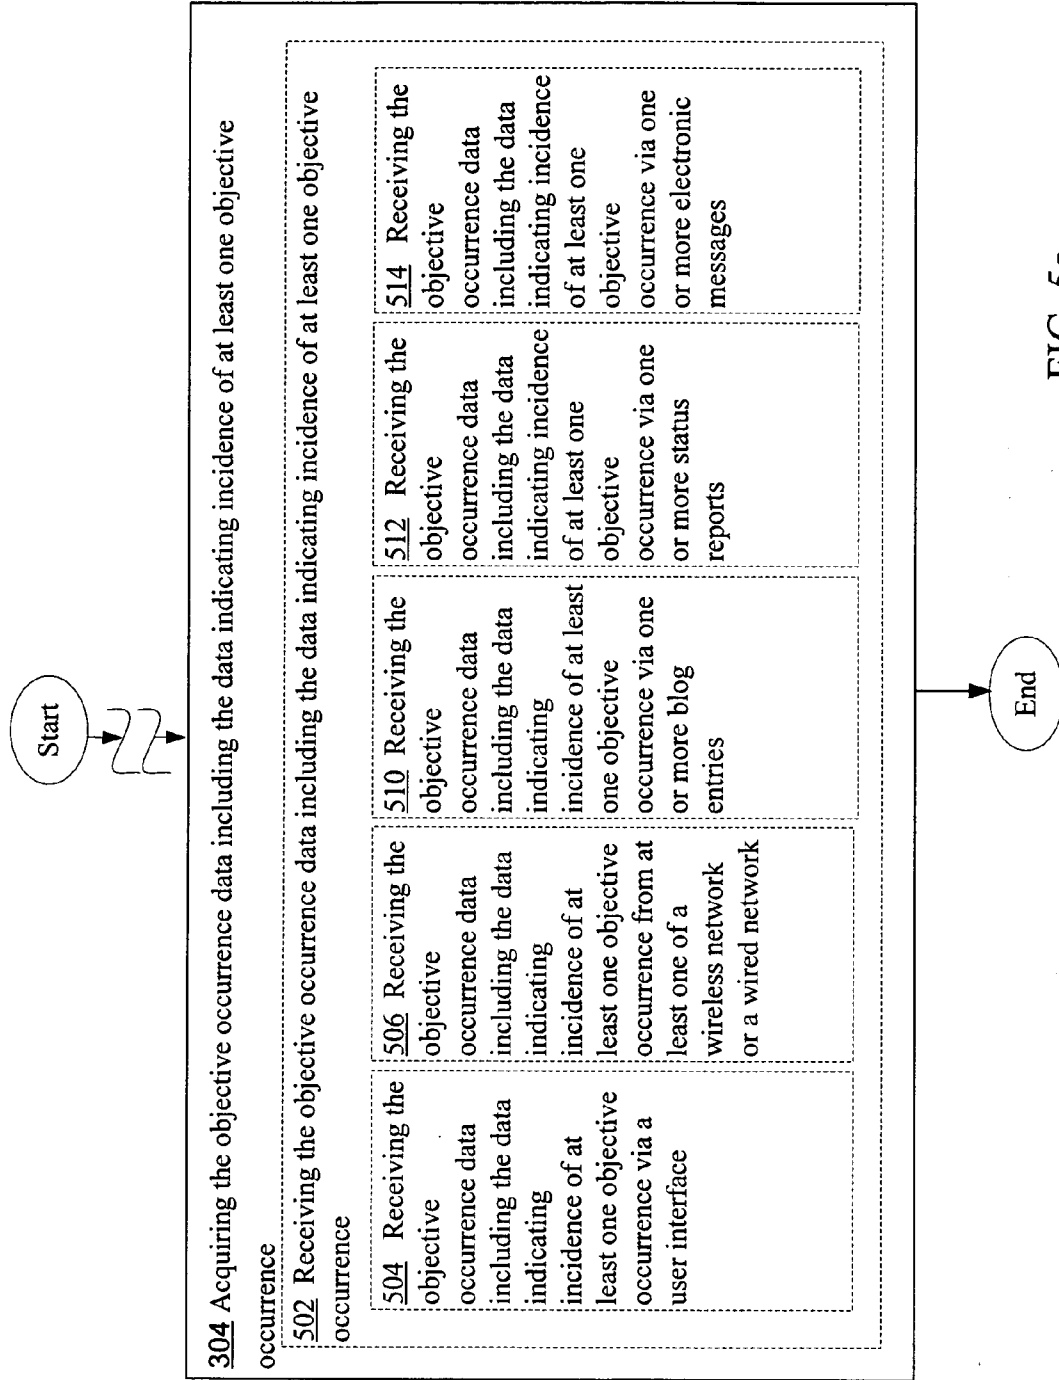 Start
304 Acquiring the objective occurrence data including the data indicating incidence of at least one objective
occurrence
502 Receiving the objective occurrence data including the data indicating incidence of at least one objective
occurrence
504 Receiving the
objective
occurrence data
including the data
indicating
incidence of at
least one objective
occurrence via a
user interface
506 Receiving the
objective
occurrence data
including the data
indicating
incidence of at
least one objective
occurrence from at
least one of a
wireless network
or a wired network
510 Receiving the
objective
occurrence data
including the data
indicating
incidence of at least
one objective
occurrence via one
or more blog
entries
512 Receiving the
objective
occurrence data
including the data
indicating incidence
of at least one
objective
occurrence via one
or more status
reports
514 Receiving the
objective
occurrence data
including the data
indicating incidence
of at least one
objective
occurrence via one
or more electronic
messages
End
FIG.